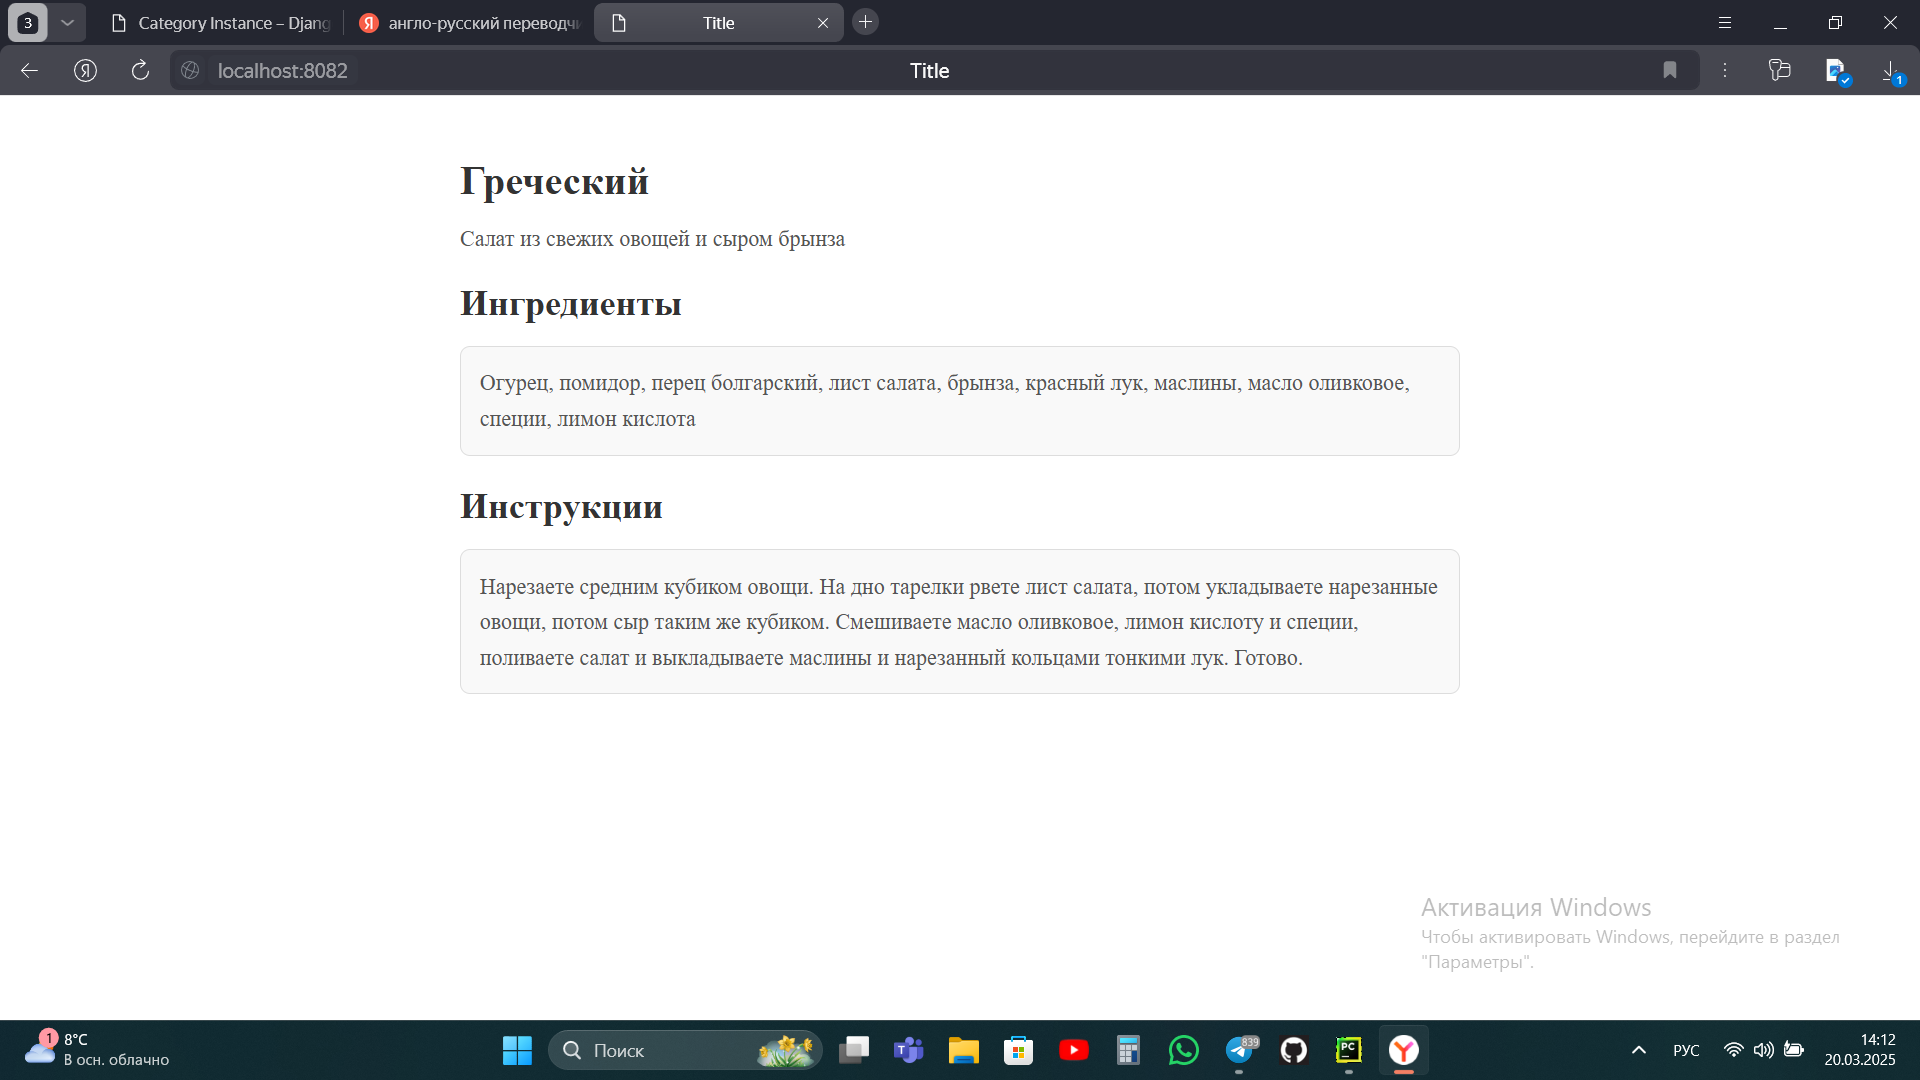 3
Category Instance – Djang
Я
англо-русский переводчи
Title
Я
localhost:8082
Title
1
Греческий
Салат из свежих овощей и сыром брынза
Ингредиенты
Огурец, помидор, перец болгарский, лист салата, брынза, красный лук, маслины, масло оливковое,
специи, лимон кислота
Инструкции
Нарезаете средним кубиком овощи. На дно тарелки рвете лист салата, потом укладываете нарезанные
овощи, потом сыр таким же кубиком. Смешиваете масло оливковое, лимон кислоту и специи,
поливаете салат и выкладываете маслины и нарезанный кольцами тонкими лук. Готово.
Активация Windows
Чтобы активировать Windows, перейдите в раздел
"Параметры".
1
8°C
В осн. облачно
Поиск
T
839
PC
Y
РУС
14:12
20.03.2025